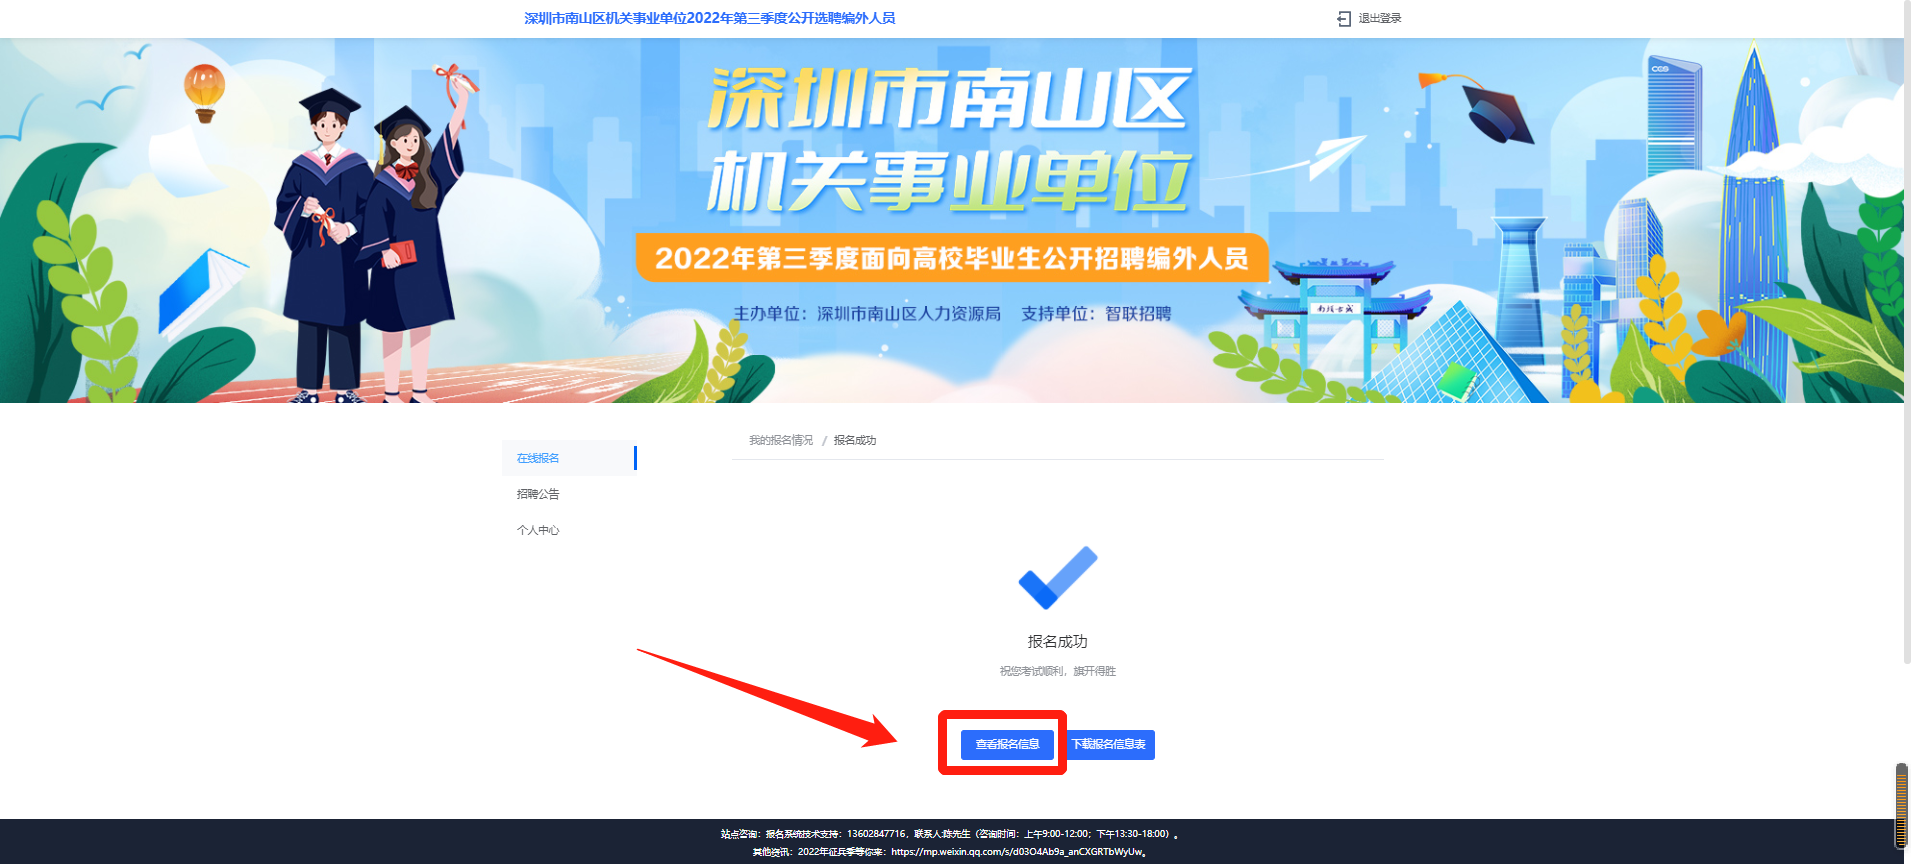 深圳市南山区机关事业单位2022年第三季度公开选聘编外人员
退出登录
深圳市南山区
机关事业单位
2022年第三季度面向高校毕业生公开招聘编外人员
主办单位：深圳市南山区人力资源局 支持单位：智联招聘
CES
南头古城
在线报名
招聘公告
个人中心
我的报名情况 / 报名成功
报名成功
祝您考试顺利，旗开得胜
查看报名信息
下载报名信息表
站点咨询：报名系统技术支持：13602847716，联系人:陈先生（咨询时间：上午9:00-12:00；下午13:30-18:00）。
其他资讯：2022年征兵季等你来：https://mp.weixin.qq.com/s/d03O4Ab9a_anCXGRTbWyUw。